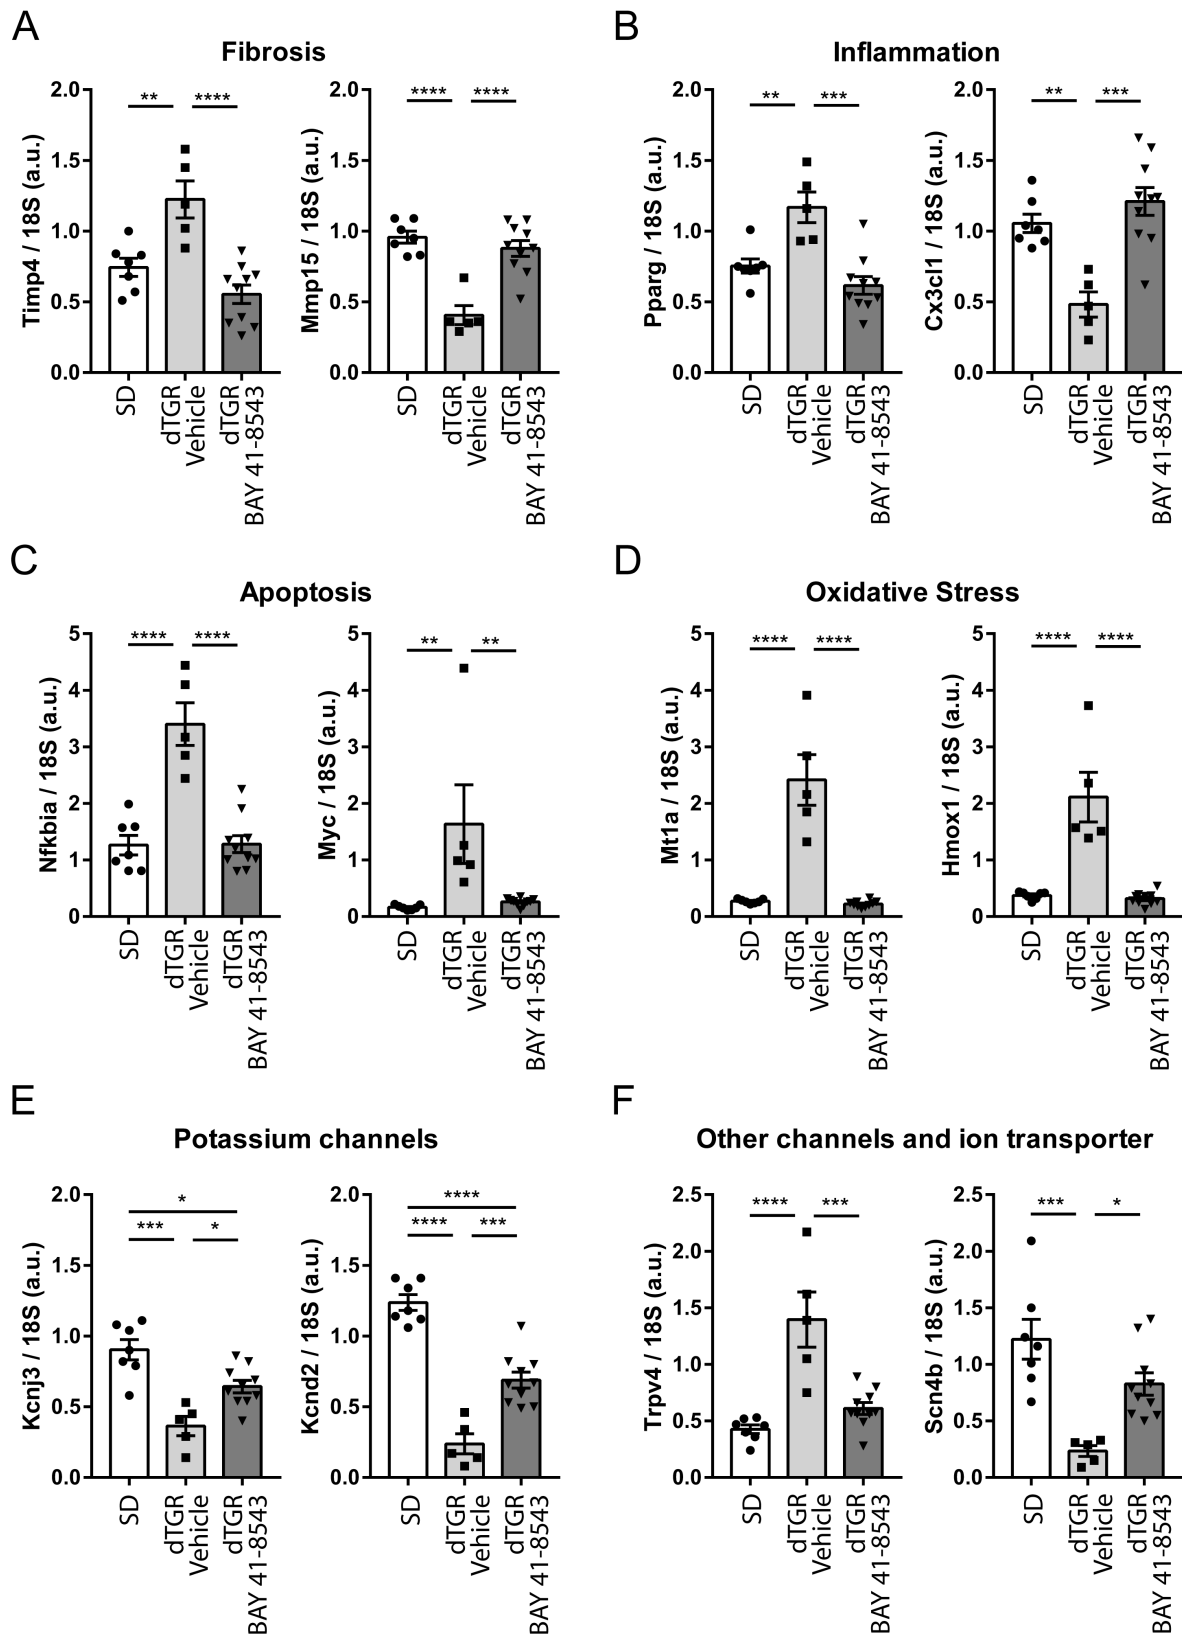 A
Fibrosis
Timp4 / 18S (a.u.)
2.0
1.5
1.0
0.5
0.0
**
****
SD
dTGR
Vehicle
dTGR
BAY 41-8543
Mmp15 / 18S (a.u.)
2.0
1.5
1.0
0.5
0.0
****
****
SD
dTGR
Vehicle
dTGR
BAY 41-8543
B
Inflammation
Pparg / 18S (a.u.)
2.0
1.5
1.0
0.5
0.0
**
***
SD
dTGR
Vehicle
dTGR
BAY 41-8543
Cx3cl1 / 18S (a.u.)
2.0
1.5
1.0
0.5
0.0
**
***
SD
dTGR
Vehicle
dTGR
BAY 41-8543
C
Apoptosis
Nfkbia / 18S (a.u.)
5
4
3
2
1
0
****
****
SD
dTGR
Vehicle
dTGR
BAY 41-8543
Myc / 18S (a.u.)
5
4
3
2
1
0
**
**
SD
dTGR
Vehicle
dTGR
BAY 41-8543
D
Oxidative Stress
Mt1a / 18S (a.u.)
5
4
3
2
1
0
****
****
SD
dTGR
Vehicle
dTGR
BAY 41-8543
Hmox1 / 18S (a.u.)
5
4
3
2
1
0
****
****
SD
dTGR
Vehicle
dTGR
BAY 41-8543
E
Potassium channels
Kcnj3 / 18S (a.u.)
2.0
1.5
1.0
0.5
0.0
*
***
*
SD
dTGR
Vehicle
dTGR
BAY 41-8543
Kcnd2 / 18S (a.u.)
2.0
1.5
1.0
0.5
0.0
****
****
***
SD
dTGR
Vehicle
dTGR
BAY 41-8543
F
Other channels and ion transporter
Trpv4 / 18S (a.u.)
2.5
2.0
1.5
1.0
0.5
0.0
****
***
SD
dTGR
Vehicle
dTGR
BAY 41-8543
Scn4b / 18S (a.u.)
2.5
2.0
1.5
1.0
0.5
0.0
***
*
SD
dTGR
Vehicle
dTGR
BAY 41-8543